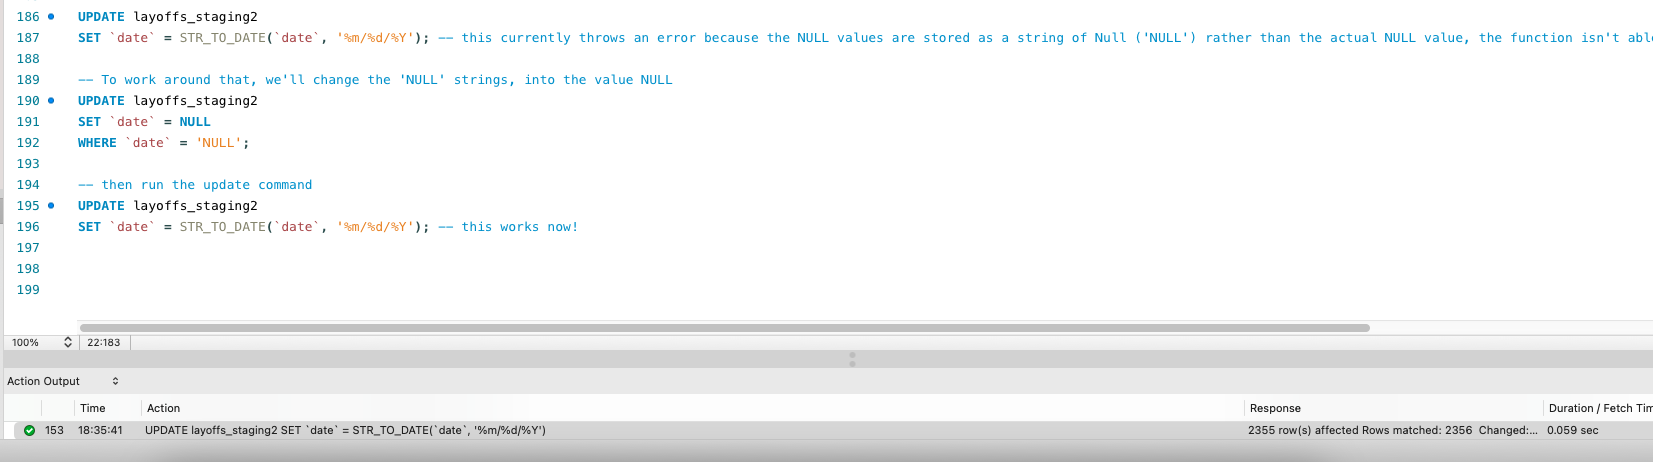 186 UPDATE layoffs_staging2
187 SET `date` = STR_TO_DATE(`date`, '%m/%d/%Y'); -- this currently throws an error because the NULL values are stored as a string of Null ('NULL') rather than the actual NULL value, the function isn't abl
188
189 -- To work around that, we'll change the 'NULL' strings, into the value NULL
190 UPDATE layoffs_staging2
191 SET `date` = NULL
192 WHERE `date` = 'NULL';
193
194 -- then run the update command
195 UPDATE layoffs_staging2
196 SET `date` = STR_TO_DATE(`date`, '%m/%d/%Y'); -- this works now!
197
198
199
100% 22:183
Action Output
Time Action Response Duration / Fetch Tim
153 18:35:41 UPDATE layoffs_staging2 SET `date` = STR_TO_DATE(`date`, '%m/%d/%Y') 2355 row(s) affected Rows matched: 2356 Changed:... 0.059 sec